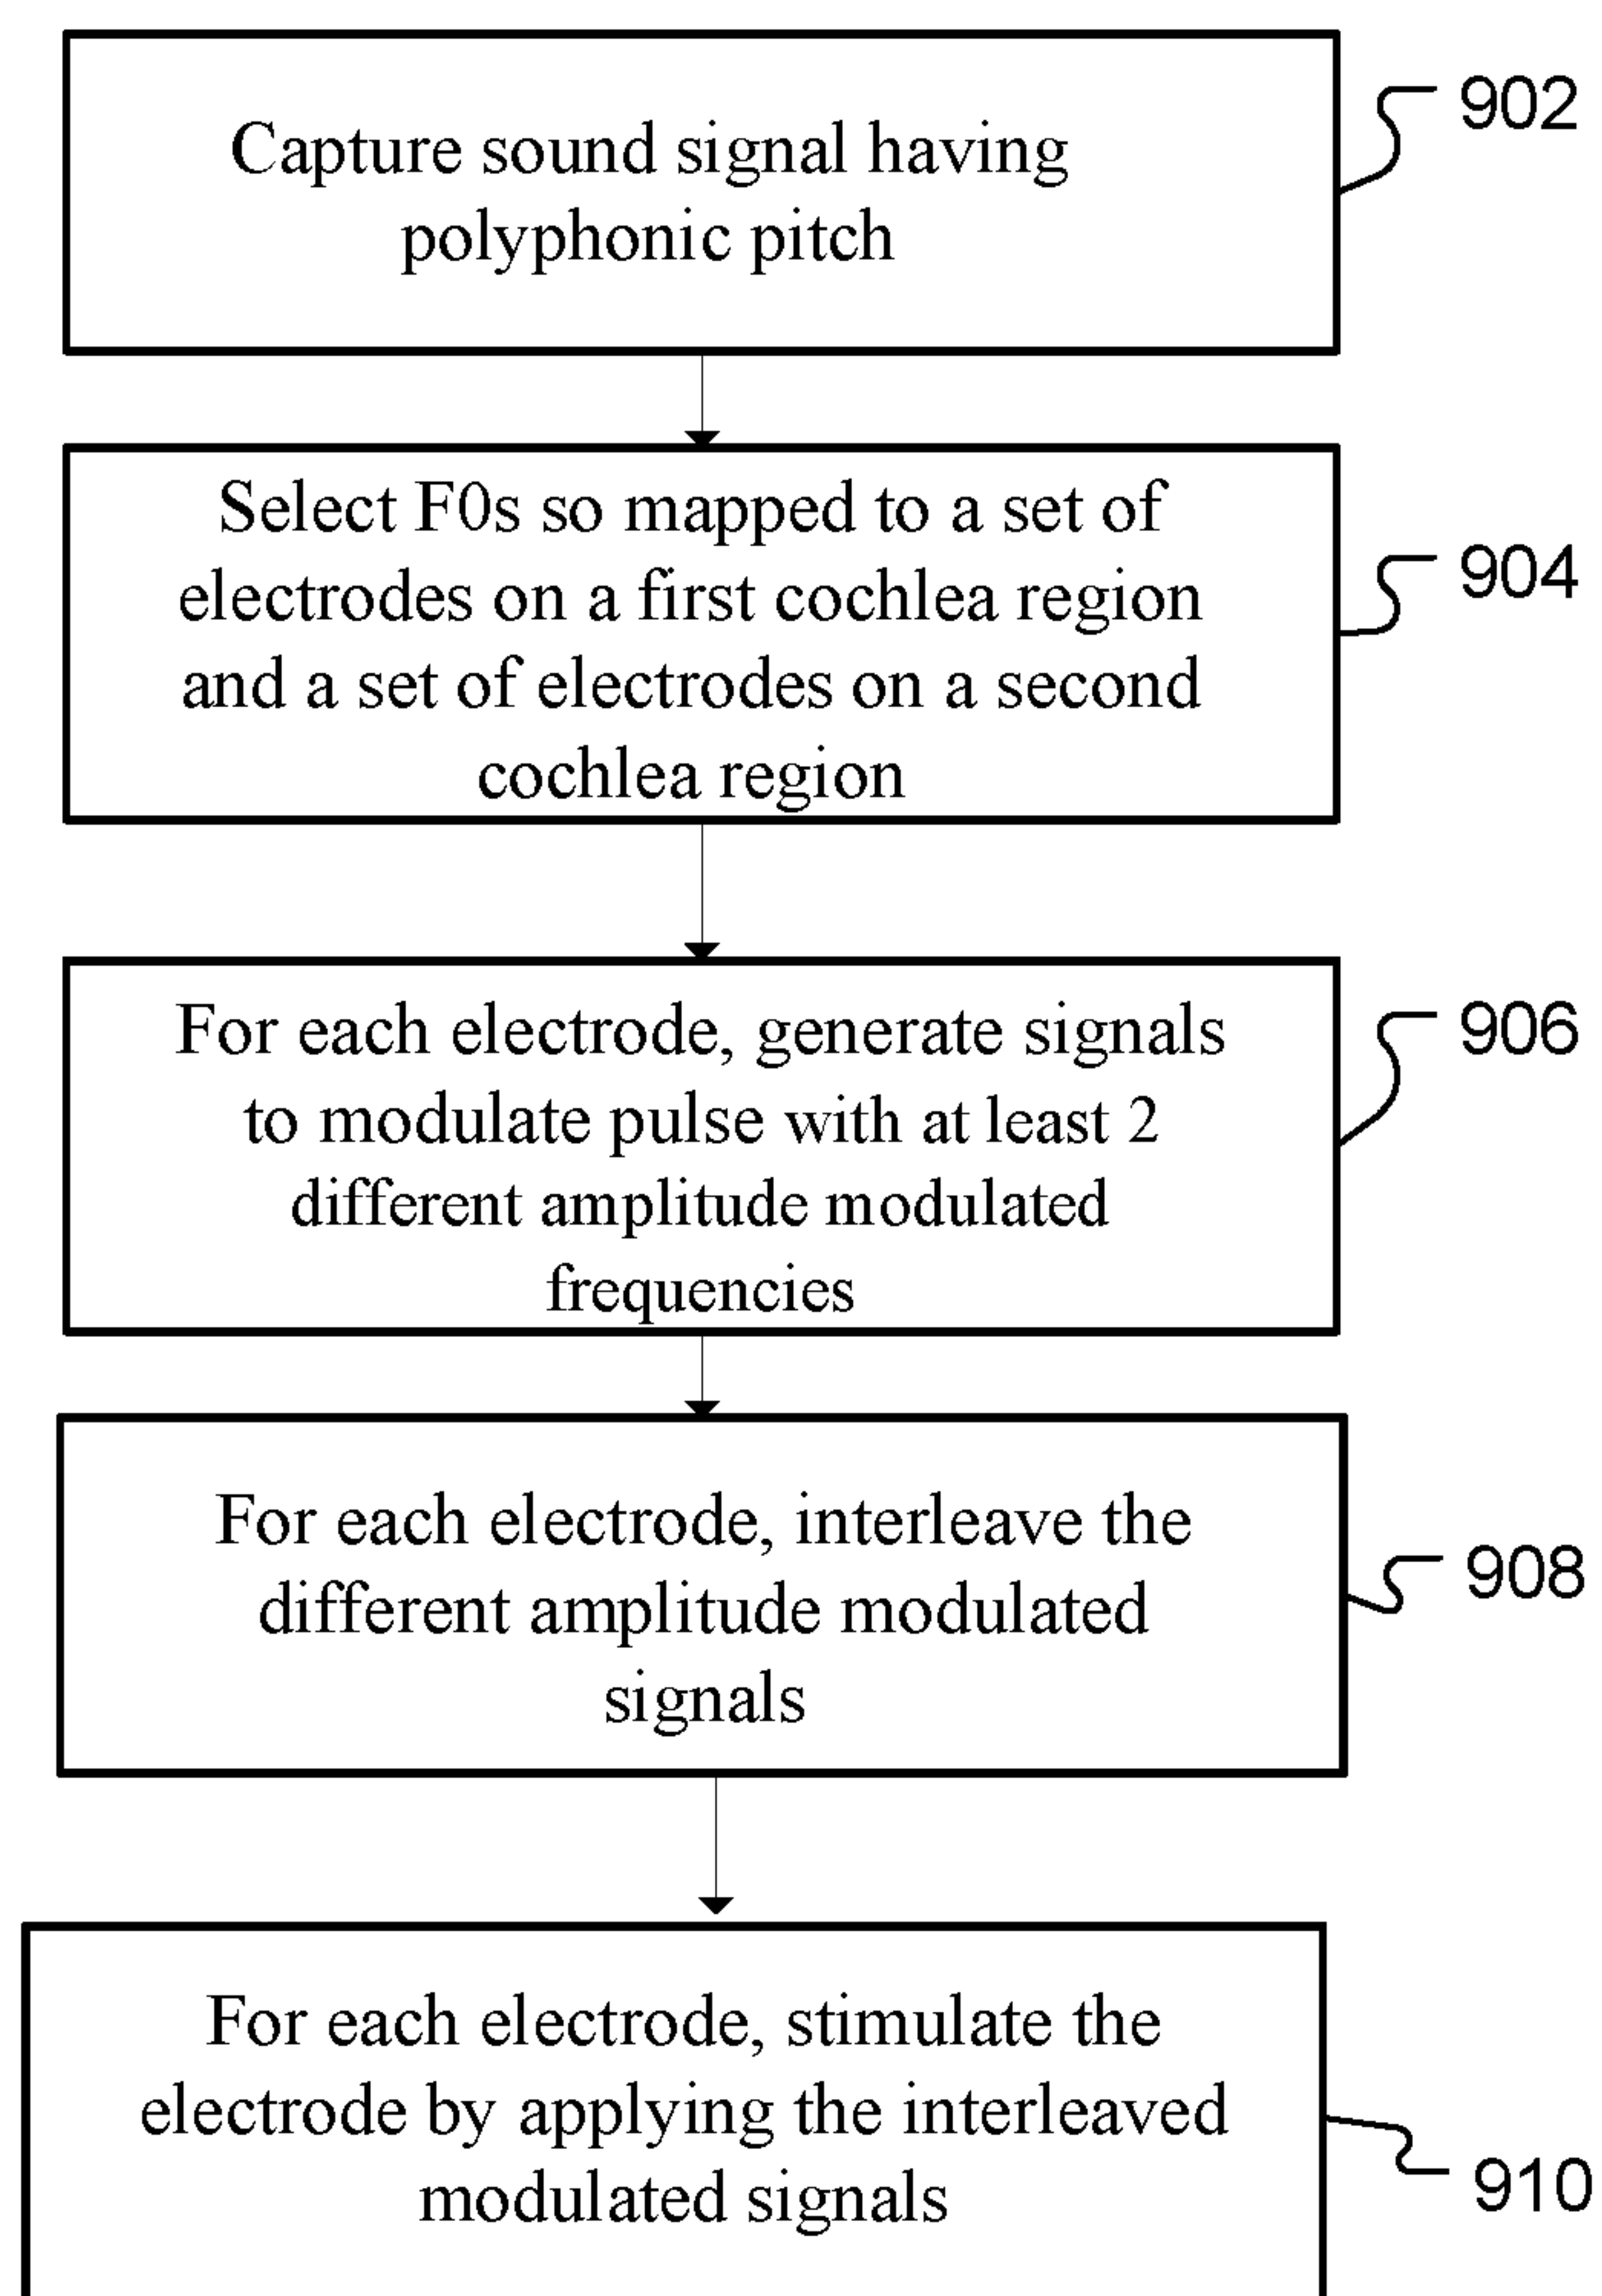 Capture sound signal having
polyphonic pitch
902
Select F0s so mapped to a set of
electrodes on a first cochlea region
and a set of electrodes on a second
cochlea region
904
For each electrode, generate signals
to modulate pulse with at least 2
different amplitude modulated
frequencies
906
For each electrode, interleave the
different amplitude modulated
signals
908
For each electrode, stimulate the
electrode by applying the interleaved
modulated signals
910